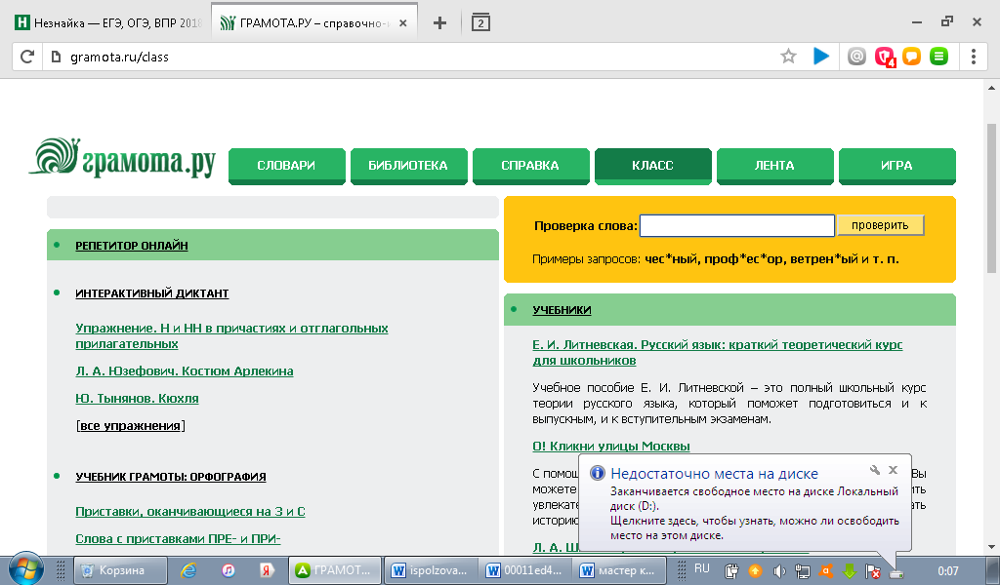 Незнайка — ЕГЭ, ОГЭ, ВПР 2018
ГРАМОТА.РУ – справочно-
2
gramota.ru/class
4
грамота.ру
СЛОВАРИ
БИБЛИОТЕКА
СПРАВКА
КЛАСС
ЛЕНТА
ИГРА
РЕПЕТИТОР ОНЛАЙН
ИНТЕРАКТИВНЫЙ ДИКТАНТ
Упражнение. Н и НН в причастиях и отглагольных
прилагательных
Л. А. Юзефович. Костюм Арлекина
Ю. Тынянов. Кюхля
[все упражнения]
УЧЕБНИК ГРАМОТЫ: ОРФОГРАФИЯ
Приставки, оканчивающиеся на З и С
Слова с приставками ПРЕ- и ПРИ-
Проверка слова:
проверить
Примеры запросов: чес*ный, проф*ес*ор, ветрен*ый и т. п.
УЧЕБНИКИ
Е. И. Литневская. Русский язык: краткий теоретический курс
для школьников
Учебное пособие Е. И. Литневской – это полный школьный курс
теории русского языка, который поможет подготовиться и к
выпускным, и к вступительным экзаменам.
О! Кликни улицы Москвы
С помощ
Вы
можете
ить
увлекате
ать
историю
Л. А. Ш
Недостаточно места на диске
Заканчивается свободное место на диске Локальный
диск (D:).
Щелкните здесь, чтобы узнать, можно ли освободить
место на этом диске.
Корзина
ГРАМОТ...
ispolzova...
00011ed4...
мастер к...
RU
0:07